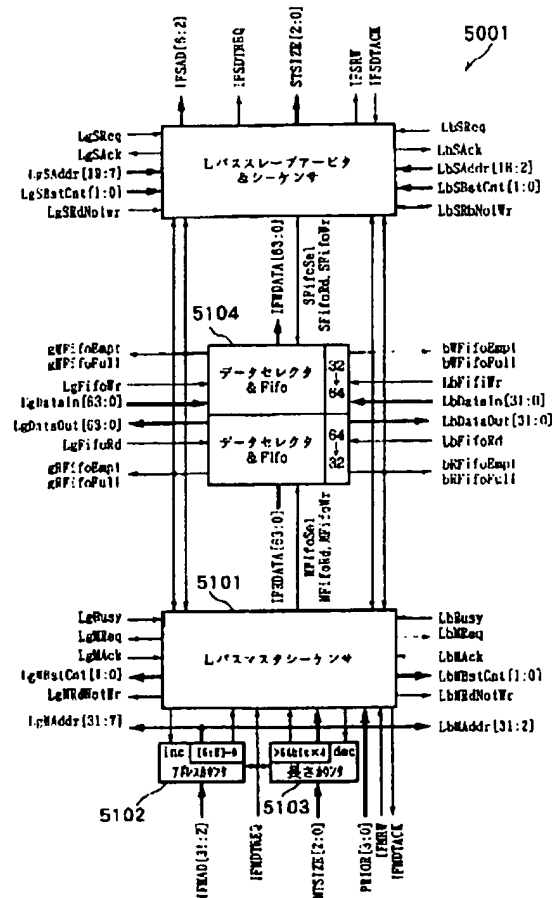 5001
IFSAD[6:2]
IFSDTREQ
STSIZE[2:0]
IFSRW
IFSDTACK
LgSReq
LgSAck
LgSAddr[19:7]
LgSBstCnt[1:0]
LgSRdNotWr
Lバススレーブアービタ
&シーケンサ
LbSReq
LbSAck
LbSAddr[18:2]
LbSBstCnt[1:0]
LbSRbNotWr
IFWDATA[63:0]
SFifoSel
SFifoRd, SFifoWr
5104
gWFifoEmpt
gWFifoFull
LgFifoWr
LgDataIn[63:0]
LgDataOut[63:0]
LgFifoRd
gRFifoEmpt
gRFifoFull
データセレクタ
& Fifo
データセレクタ
&Fifo
64
64
32
bWFifoEmpt
bWFifoFull
LbFifiWr
LbDataIn[31:0]
LbDataOut[31:0]
LbFifoRd
bRFifoEmpt
bRFifoFull
IFRDATA[63:0]
MFifoSel
MFifoRd, MFifoWr
5101
LgBusy
LgMReq
LgMAck
LgMBstCnt[1:0]
LgMRdNotWr
LgMAddr[31:7]
Lバスマスタシーケンサ
LbBusy
LbMReq
LbMAck
LbMBstCnt[1:0]
LbMRdNotWr
LbMAddr[31:2]
inc
アドレスカウンタ
dec
長さカウンタ
5102
5103
IFMAD[31:2]
IFMDTREQ
MTSIZE[2:0]
PRIOR[3:0]
IFMRW
IFMDTACK